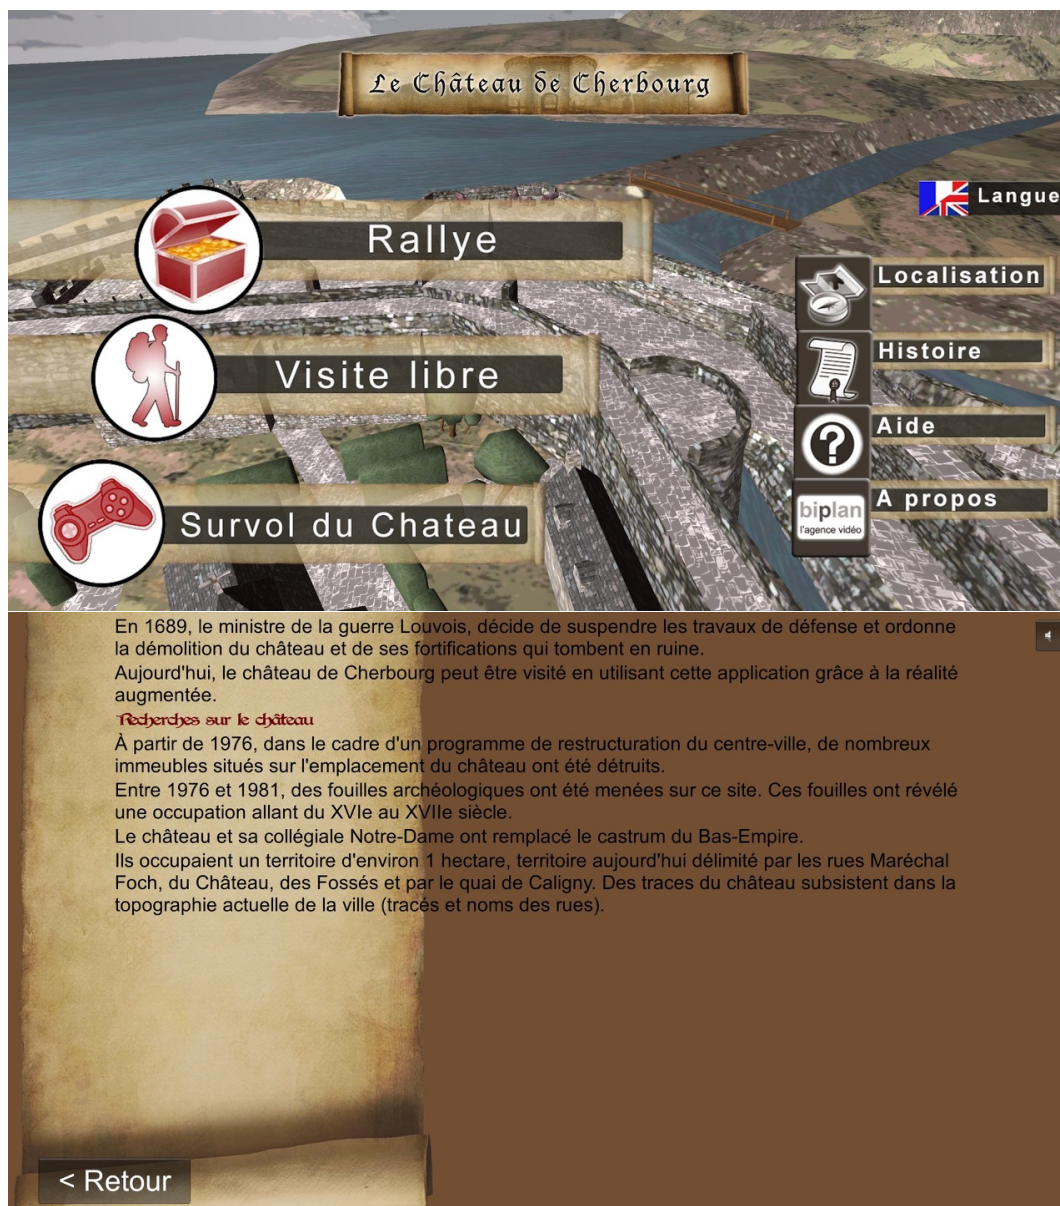 Le Château de Cherbourg
Langue
Rallye
Visite libre
Survol du Chateau
Localisation
Histoire
Aide
A propos
biplan
l'agence vidéo
En 1689, le ministre de la guerre Louvois, décide de suspendre les travaux de défense et ordonne
la démolition du château et de ses fortifications qui tombent en ruine.
Aujourd'hui, le château de Cherbourg peut être visité en utilisant cette application grâce à la réalité
augmentée.
Recherches sur le château
À partir de 1976, dans le cadre d'un programme de restructuration du centre-ville, de nombreux
immeubles situés sur l'emplacement du château ont été détruits.
Entre 1976 et 1981, des fouilles archéologiques ont été menées sur ce site. Ces fouilles ont révélé
une occupation allant du XVIe au XVIIe siècle.
Le château et sa collégiale Notre-Dame ont remplacé le castrum du Bas-Empire.
Ils occupaient un territoire d'environ 1 hectare, territoire aujourd'hui délimité par les rues Maréchal
Foch, du Château, des Fossés et par le quai de Caligny. Des traces du château subsistent dans la
topographie actuelle de la ville (tracés et noms des rues).
< Retour